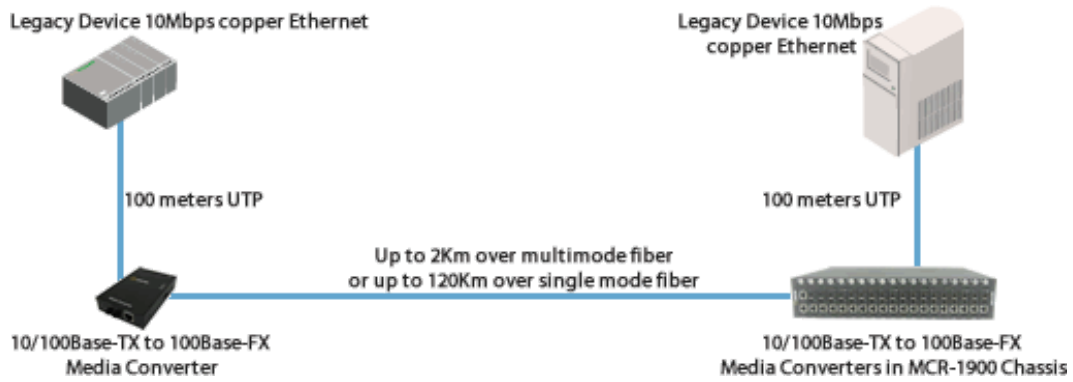 Legacy Device 10Mbps copper Ethernet
Legacy Device 10Mbps
copper Ethernet
100 meters UTP
100 meters UTP
Up to 2Km over multimode fiber
or up to 120Km over single mode fiber
10/100Base-TX to 100Base-FX
Media Converter
10/100Base-TX to 100Base-FX
Media Converters in MCR-1900 Chassis